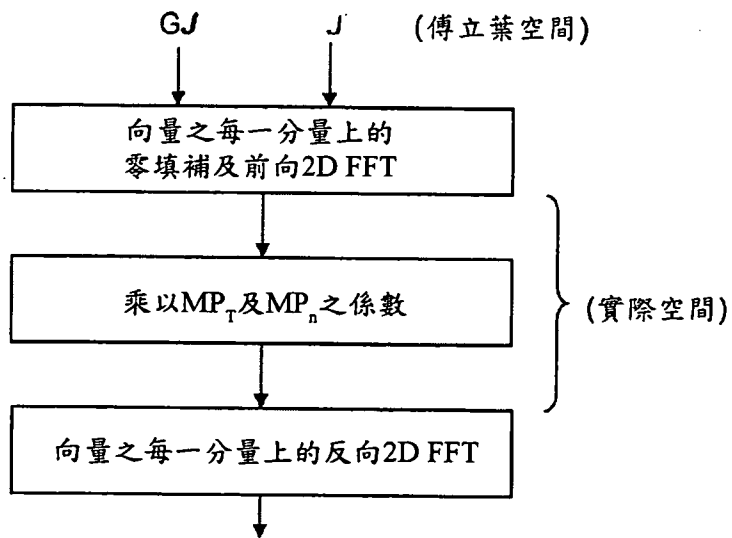 GJ J (傅立葉空間)
向量之每一分量上的
零填補及前向2D FFT
乘以MP_T及MP_n之係數
(實際空間)
向量之每一分量上的反向2D FFT